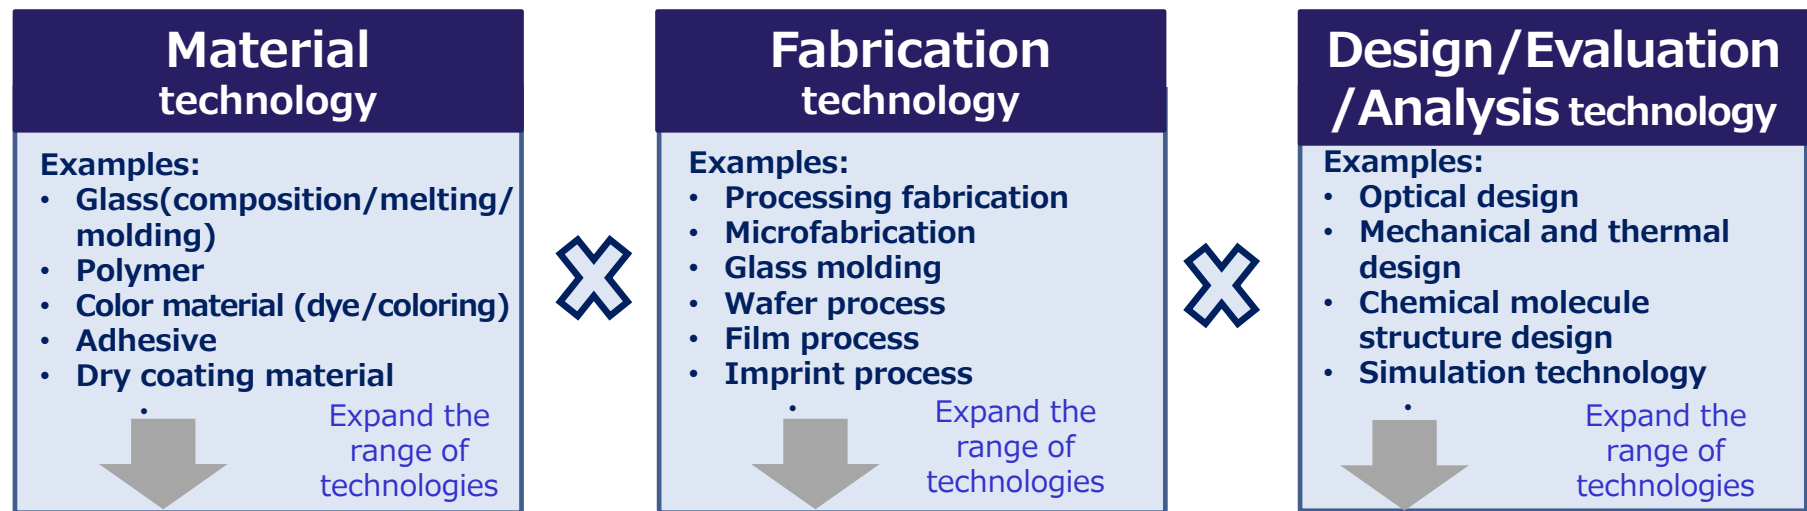 Material
technology
Examples:
• Glass(composition/melting/
molding)
• Polymer
• Color material (dye/coloring)
• Adhesive
• Dry coating material
•
Expand the
range of
technologies
Fabrication
technology
Examples:
• Processing fabrication
• Microfabrication
• Glass molding
• Wafer process
• Film process
• Imprint process
•
Expand the
range of
technologies
Design/Evaluation
/Analysis technology
Examples:
• Optical design
• Mechanical and thermal
design
• Chemical molecule
structure design
• Simulation technology
•
Expand the
range of
technologies